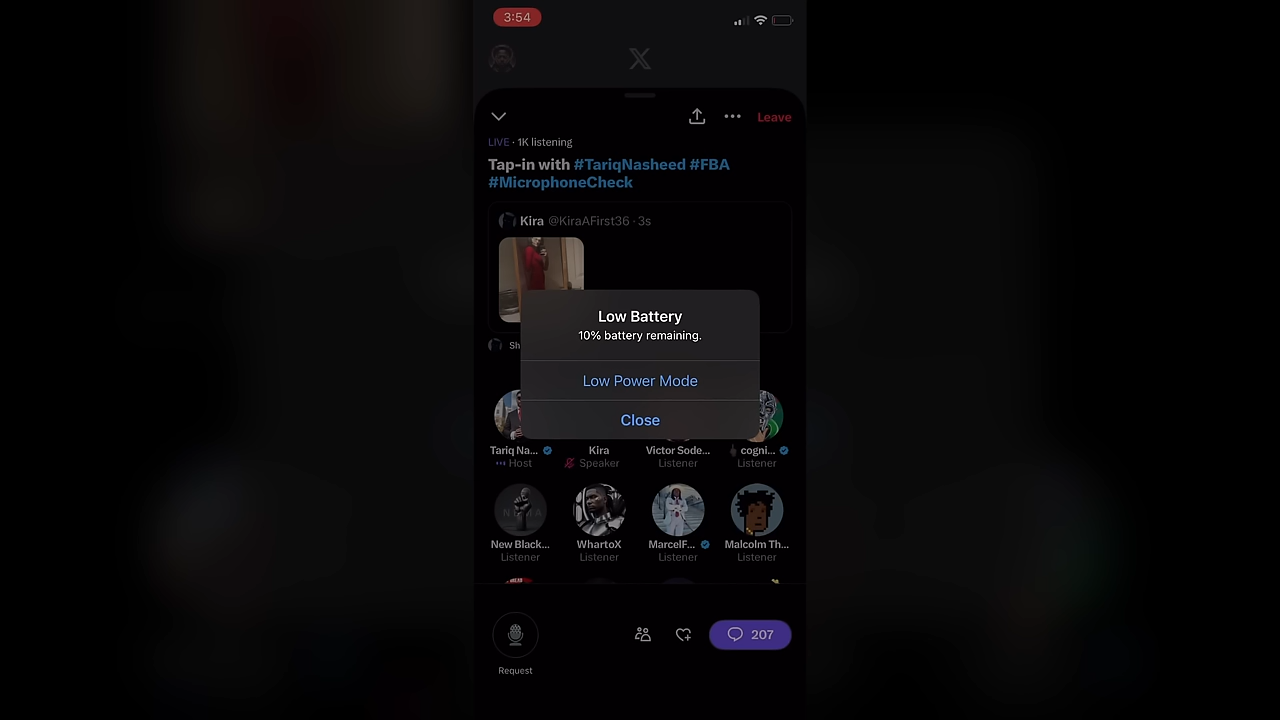 3:54
X
Leave
LIVE · 1K listening
Tap-in with #TariqNasheed #FBA
#MicrophoneCheck
Kira @KiraAFirst36 · 3s
Low Battery
10% battery remaining.
Sh
Low Power Mode
Close
Tariq Na... Kira Victor Sode... cogni...
Host Speaker Listener Listener
New Black... WhartoX MarcelF... Malcolm Th...
Listener Listener Listener Listener
207
Request